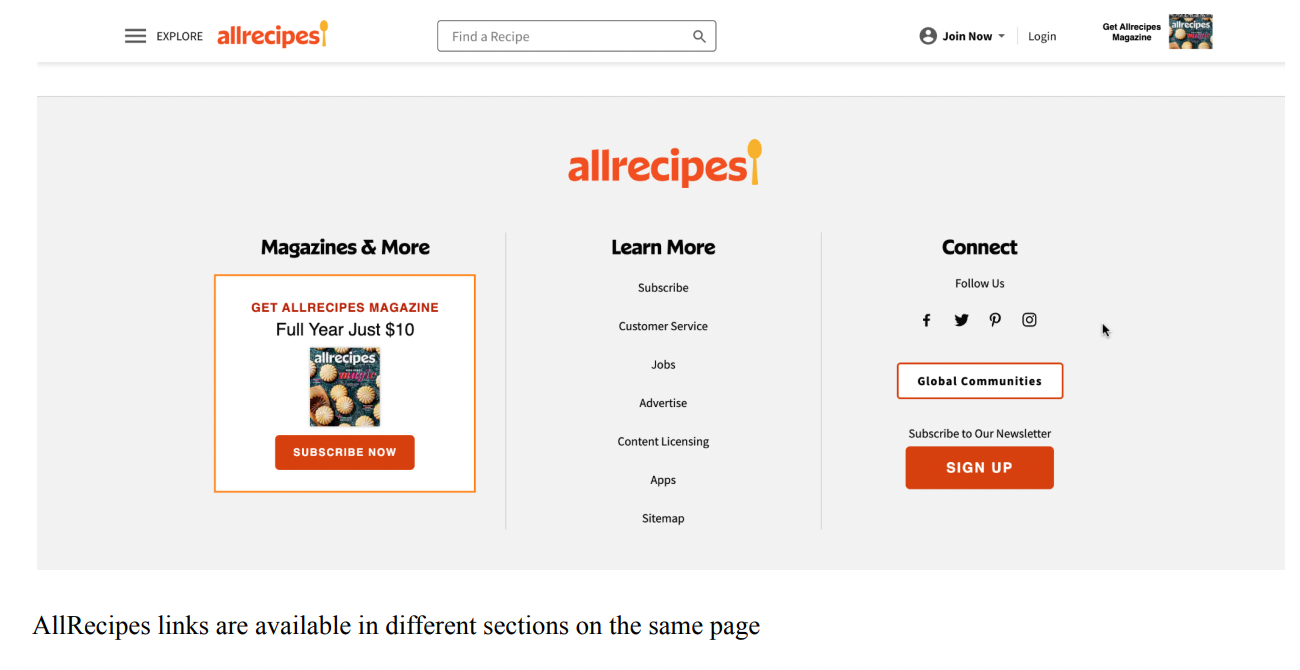 EXPLORE
allrecipes
Find a Recipe
Join Now
Login
Get Allrecipes
Magazine
allrecipes
magic
allrecipes
Magazines & More
GET ALLRECIPES MAGAZINE
Full Year Just $10
allrecipes
magic
SUBSCRIBE NOW
Learn More
Subscribe
Customer Service
Jobs
Advertise
Content Licensing
Apps
Sitemap
Connect
Follow Us
Global Communities
Subscribe to Our Newsletter
SIGN UP
AllRecipes links are available in different sections on the same page